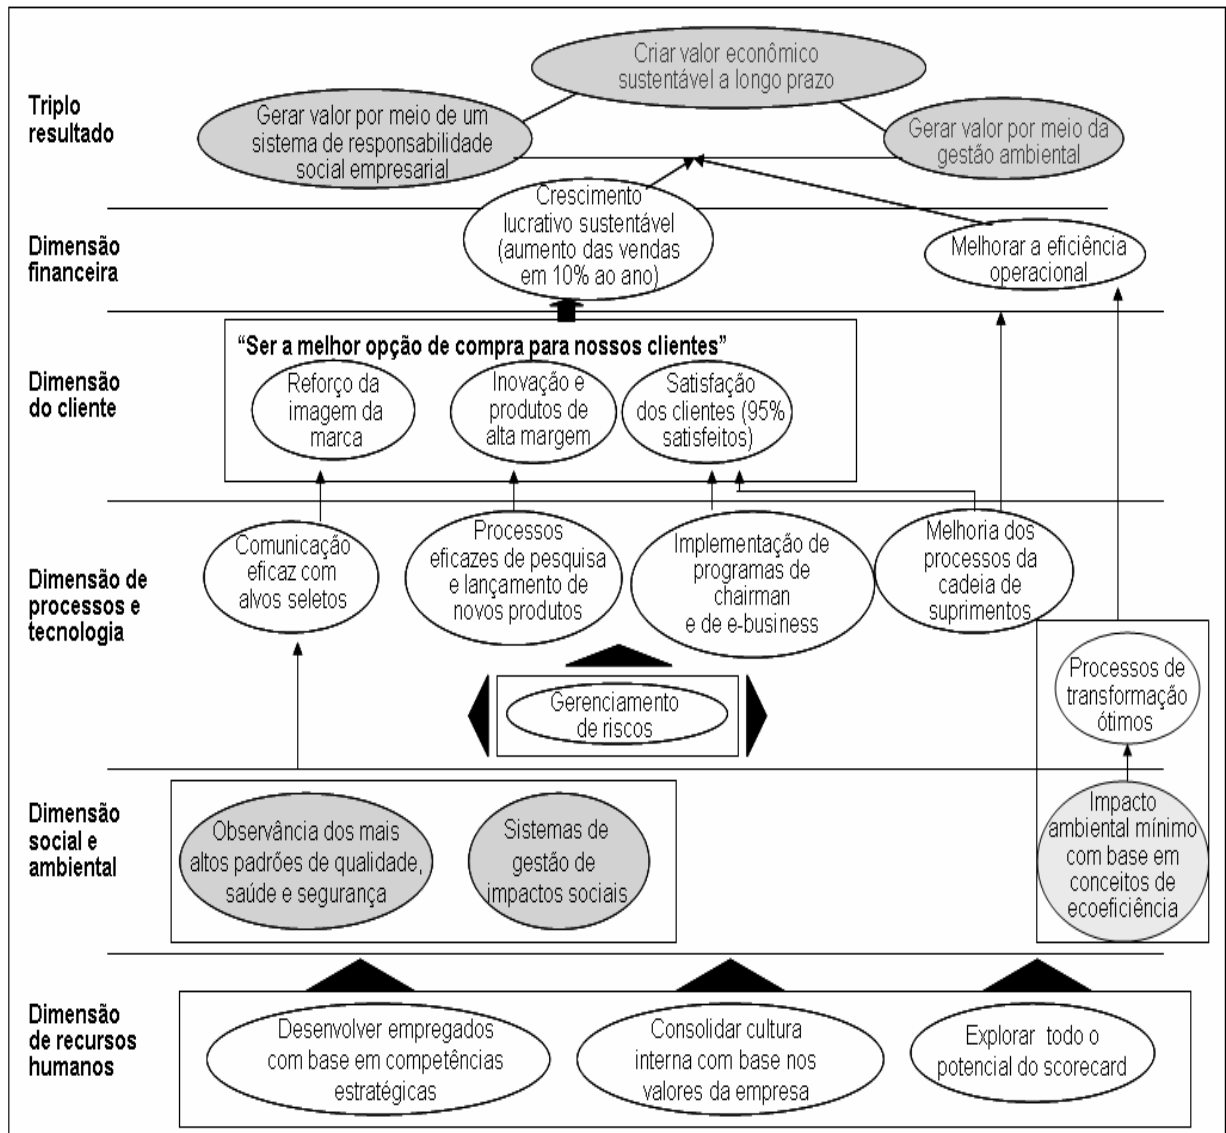 Triplo
resultado
Criar valor econômico
sustentável a longo prazo
Gerar valor por meio de um
sistema de responsabilidade
social empresarial
Gerar valor por meio da
gestão ambiental
Dimensão
financeira
Crescimento
lucrativo sustentável
(aumento das vendas
em 10% ao ano)
Melhorar a eficiência
operacional
Dimensão
do cliente
“Ser a melhor opção de compra para nossos clientes”
Reforço da
imagem da
marca
Inovação e
produtos de
alta margem
Satisfação
dos clientes (95%
satisfeitos)
Dimensão de
processos e
tecnologia
Comunicação
eficaz com
alvos seletos
Processos
eficazes de pesquisa
e lançamento de
novos produtos
Implementação de
programas de
chairman
e de e-business
Melhoria dos
processos da
cadeia de
suprimentos
Gerenciamento
de riscos
Processos de
transformação
ótimos
Dimensão
social e
ambiental
Observância dos mais
altos padrões de qualidade,
saúde e segurança
Sistemas de
gestão de
impactos sociais
Impacto
ambiental mínimo
com base em
conceitos de
ecoeficiência
Dimensão
de recursos
humanos
Desenvolver empregados
com base em competências
estratégicas
Consolidar cultura
interna com base nos
valores da empresa
Explorar todo o
potencial do scorecard